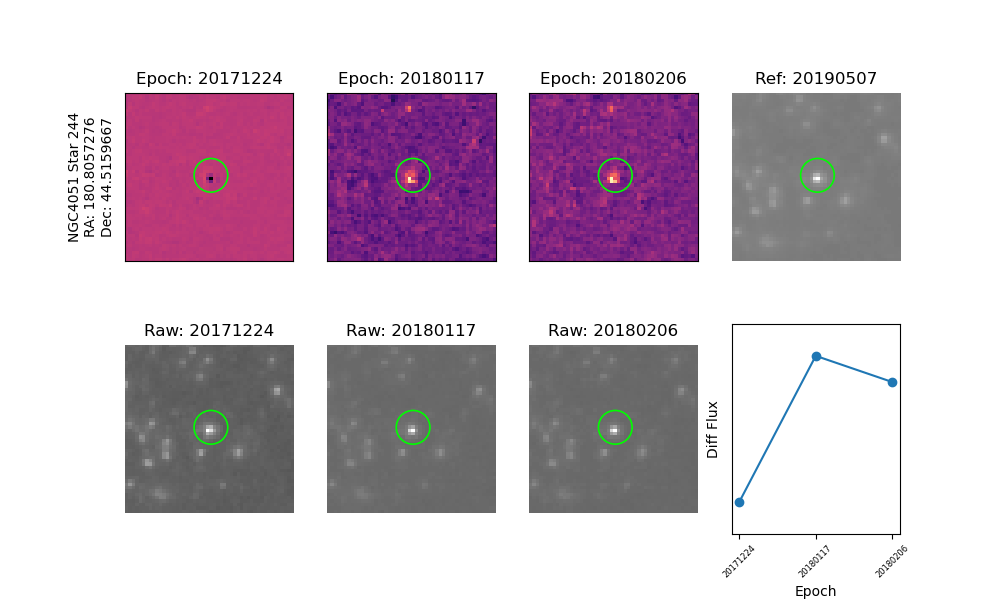 NGC4051 Star 244
RA: 180.8057276
Dec: 44.5159667
Epoch: 20171224
Epoch: 20180117
Epoch: 20180206
Ref: 20190507
Raw: 20171224
Raw: 20180117
Raw: 20180206
Diff Flux
20171224
20180117
20180206
Epoch